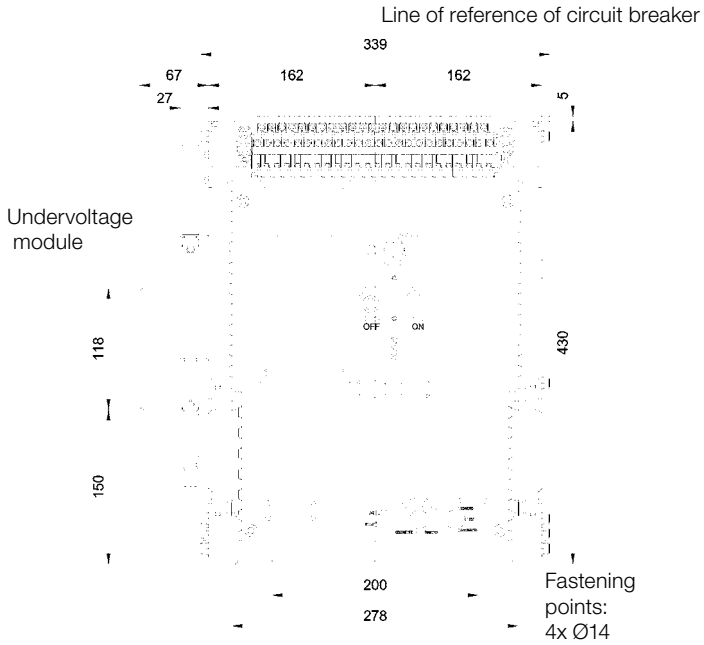 Line of reference of circuit breaker
339
67
162
162
27
5
Undervoltage
module
OFF
ON
118
430
150
200
278
Fastening
points:
4x Ø14